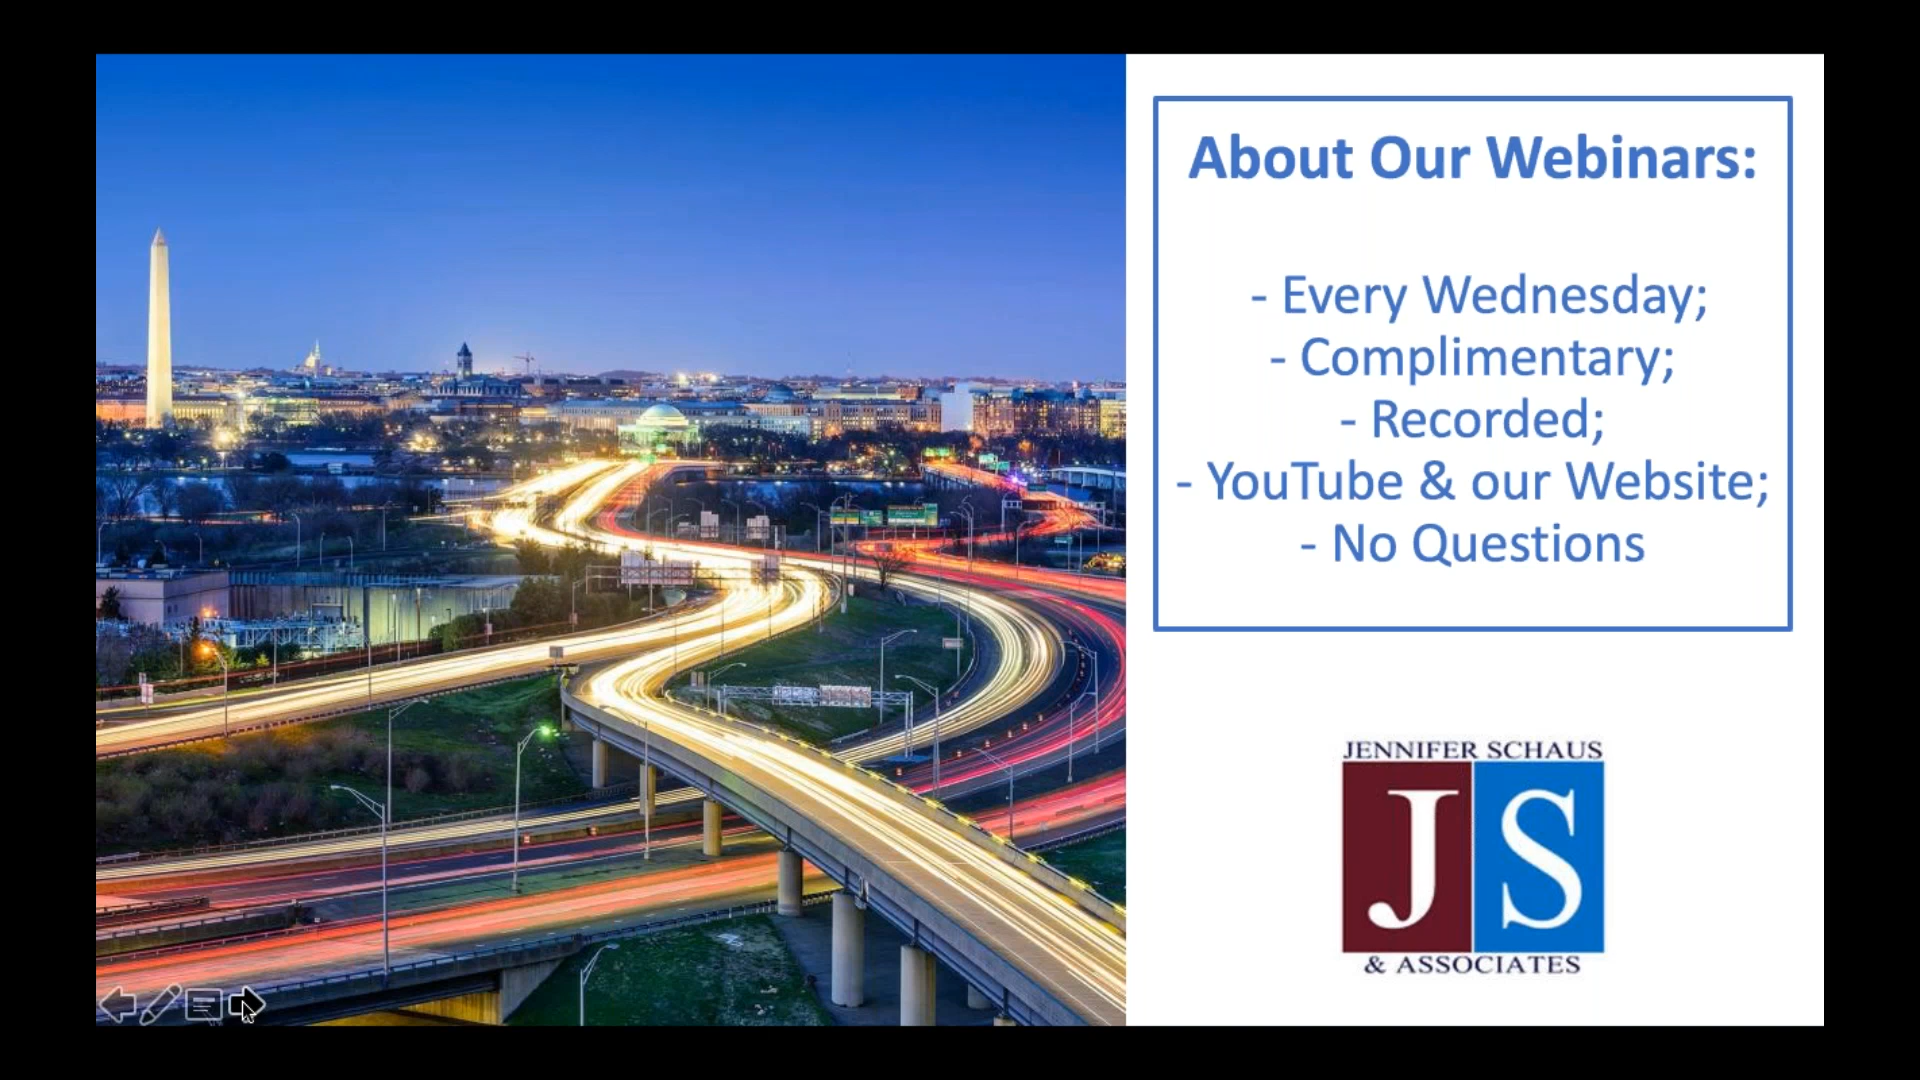 About Our Webinars:
- Every Wednesday;
- Complimentary;
- Recorded;
- YouTube & our Website;
- No Questions
JENNIFER SCHAUS
JS
& ASSOCIATES